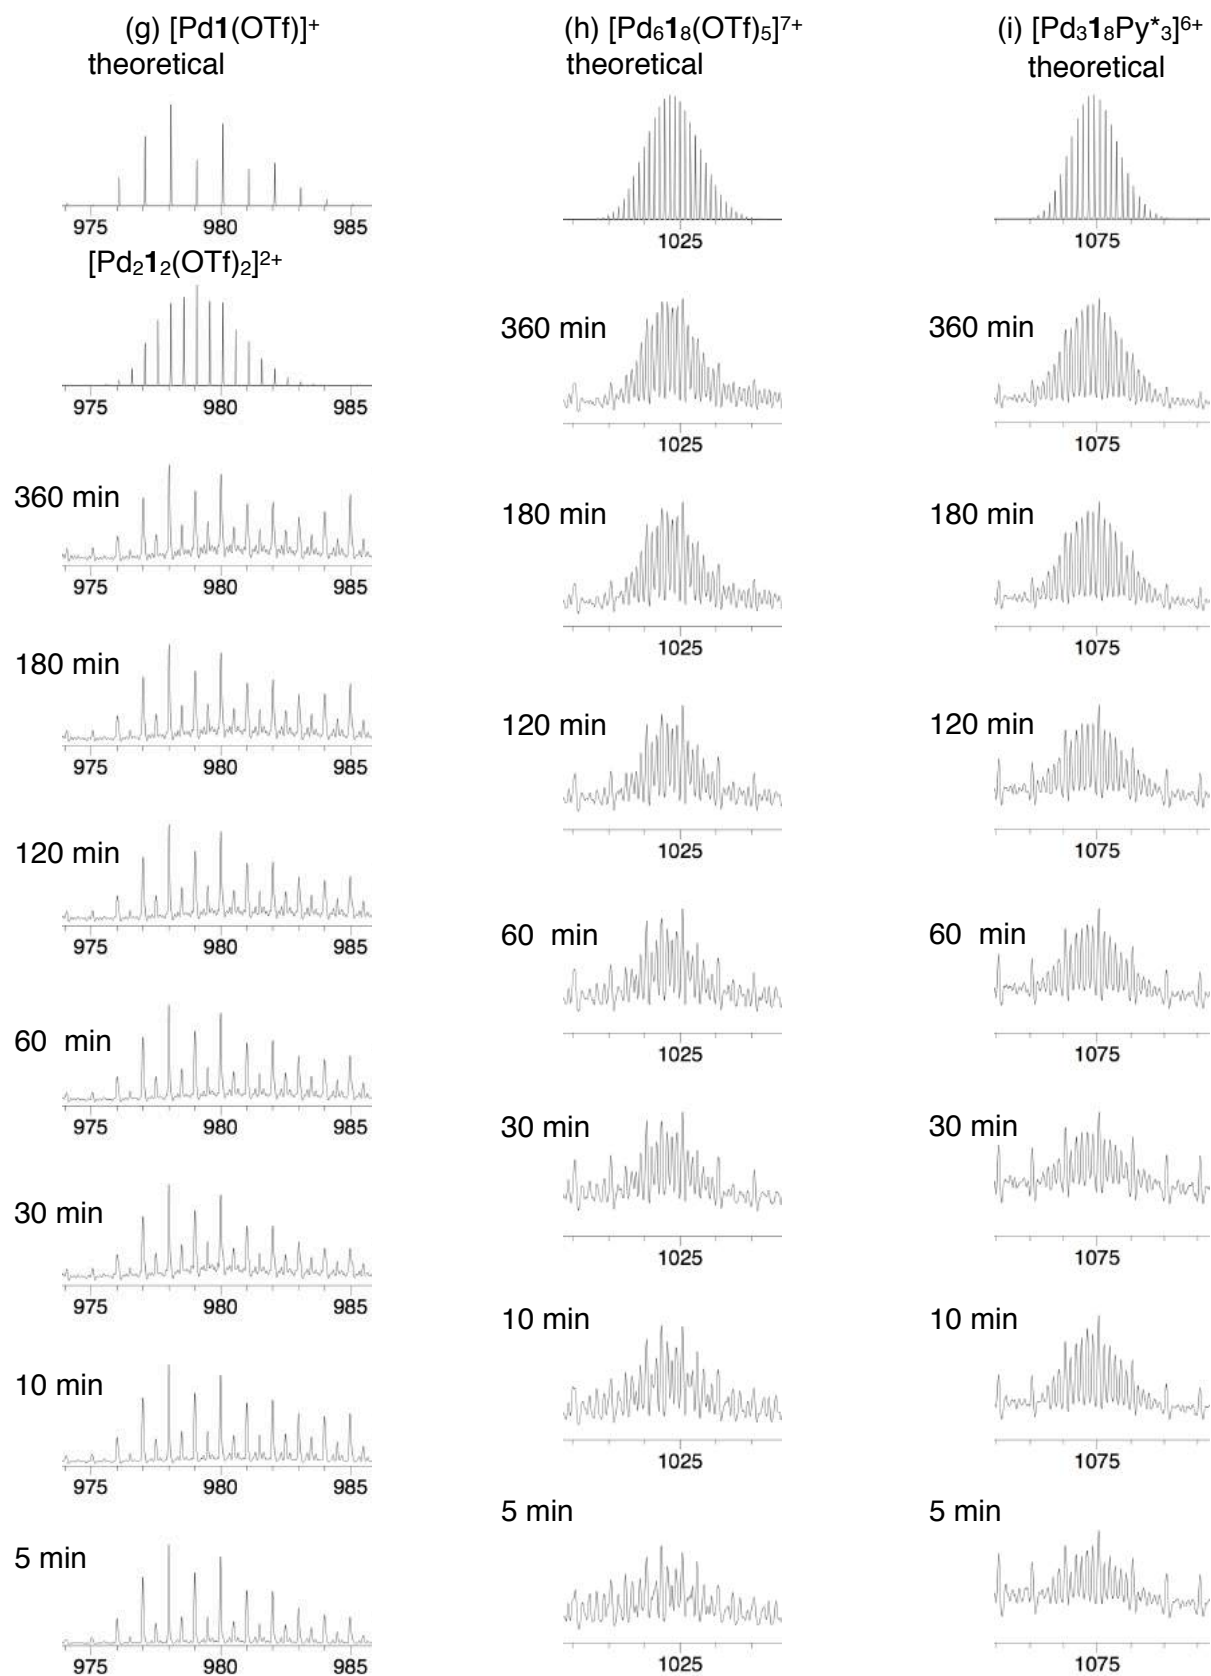 (g) [Pd1(OTf)]+
theoretical
975 980 985
[Pd₂1₂(OTf)₂]²⁺
975 980 985
360 min
975 980 985
180 min
975 980 985
120 min
975 980 985
60 min
975 980 985
30 min
975 980 985
10 min
975 980 985
5 min
975 980 985
(h) [Pd₆1₈(OTf)₅]⁷⁺
theoretical
1025
360 min
1025
180 min
1025
120 min
1025
60 min
1025
30 min
1025
10 min
1025
5 min
1025
(i) [Pd₃1₈Py*₃]⁶⁺
theoretical
1075
360 min
1075
180 min
1075
120 min
1075
60 min
1075
30 min
1075
10 min
1075
5 min
1075